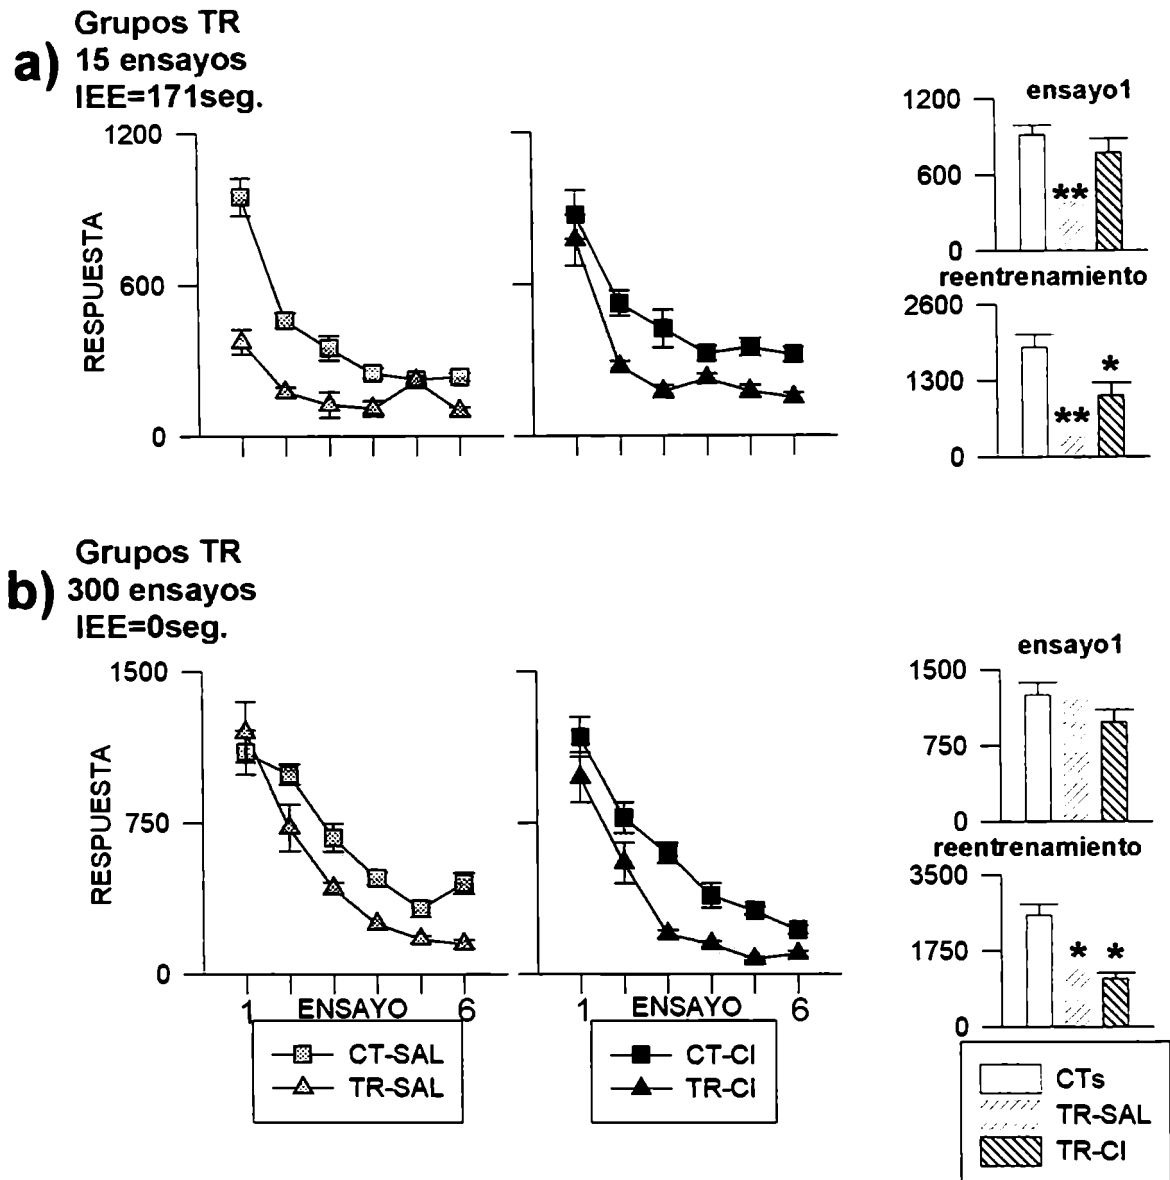 a)
Grupos TR
15 ensayos
IEE=171seg.
RESPUESTA
1200
600
0
ensayo1
1200
600
0
**
reentrenamiento
2600
1300
0
**
*
b)
Grupos TR
300 ensayos
IEE=0seg.
RESPUESTA
1500
750
0
1 ENSAYO 6
1 ENSAYO 6
CT-SAL
TR-SAL
CT-CI
TR-CI
ensayo1
1500
750
0
reentrenamiento
3500
1750
0
* *
CTs
TR-SAL
TR-CI